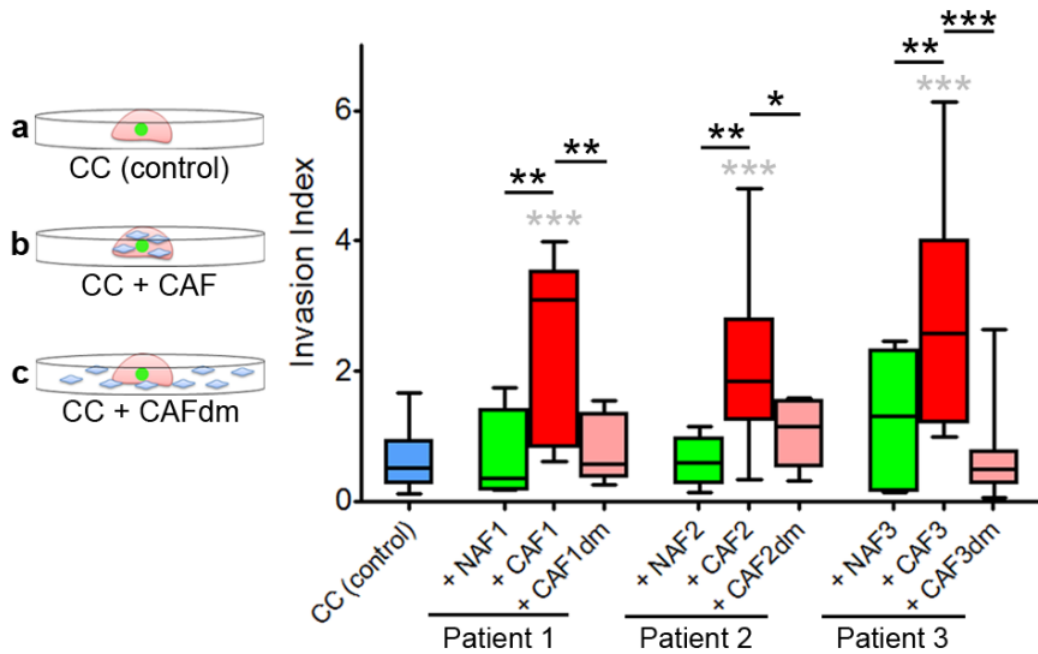 a
CC (control)
b
CC + CAF
c
CC + CAFdm
Invasion Index
6
4
2
0
** ** ***
** * ***
** *** ***
CC (control)
+ NAF1
+ CAF1
+ CAF1dm
+ NAF2
+ CAF2
+ CAF2dm
+ NAF3
+ CAF3
+ CAF3dm
Patient 1
Patient 2
Patient 3